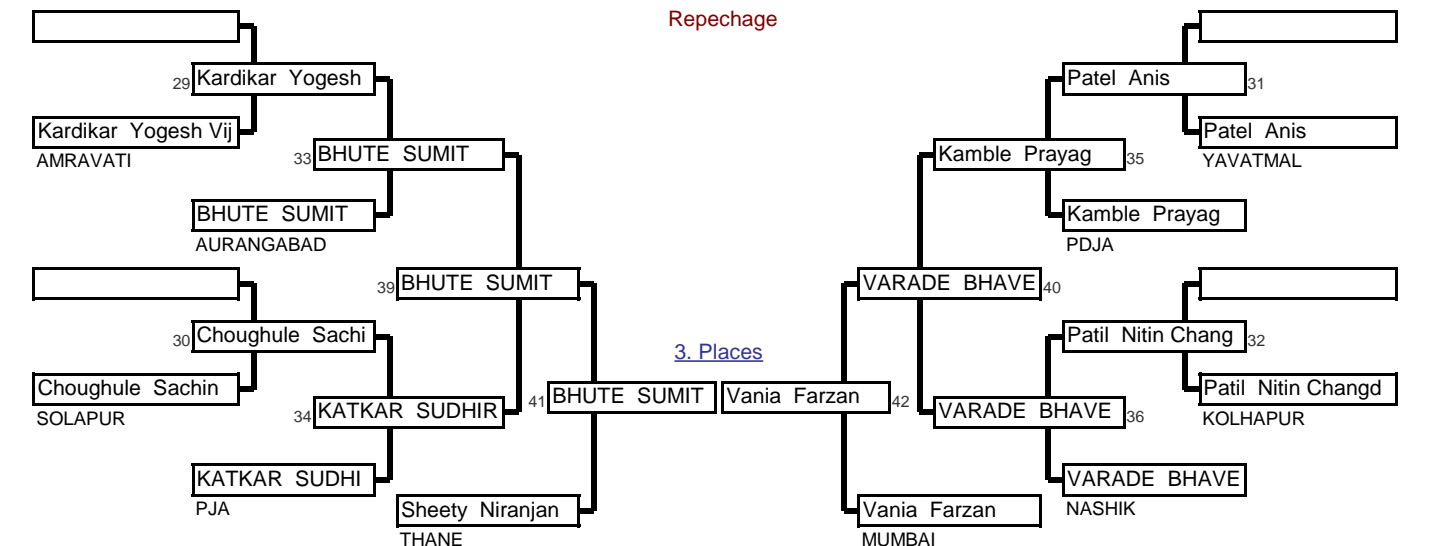 Repechage
29 Kardikar Yogesh
Patel Anis 31
Kardikar Yogesh Vij
AMRAVATI
Patel Anis
YAVATMAL
33 BHUTE SUMIT
Kamble Prayag 35
BHUTE SUMIT
AURANGABAD
Kamble Prayag
PDJA
39 BHUTE SUMIT
VARADE BHAVE 40
30 Choughule Sachi
Patil Nitin Chang 32
3. Places
Choughule Sachin
SOLAPUR
41 BHUTE SUMIT
Vania Farzan 42
Patil Nitin Changd
KOLHAPUR
34 KATKAR SUDHIR
VARADE BHAVE 36
KATKAR SUDHI
PJA
VARADE BHAVE
NASHIK
Sheety Niranjan
THANE
Vania Farzan
MUMBAI